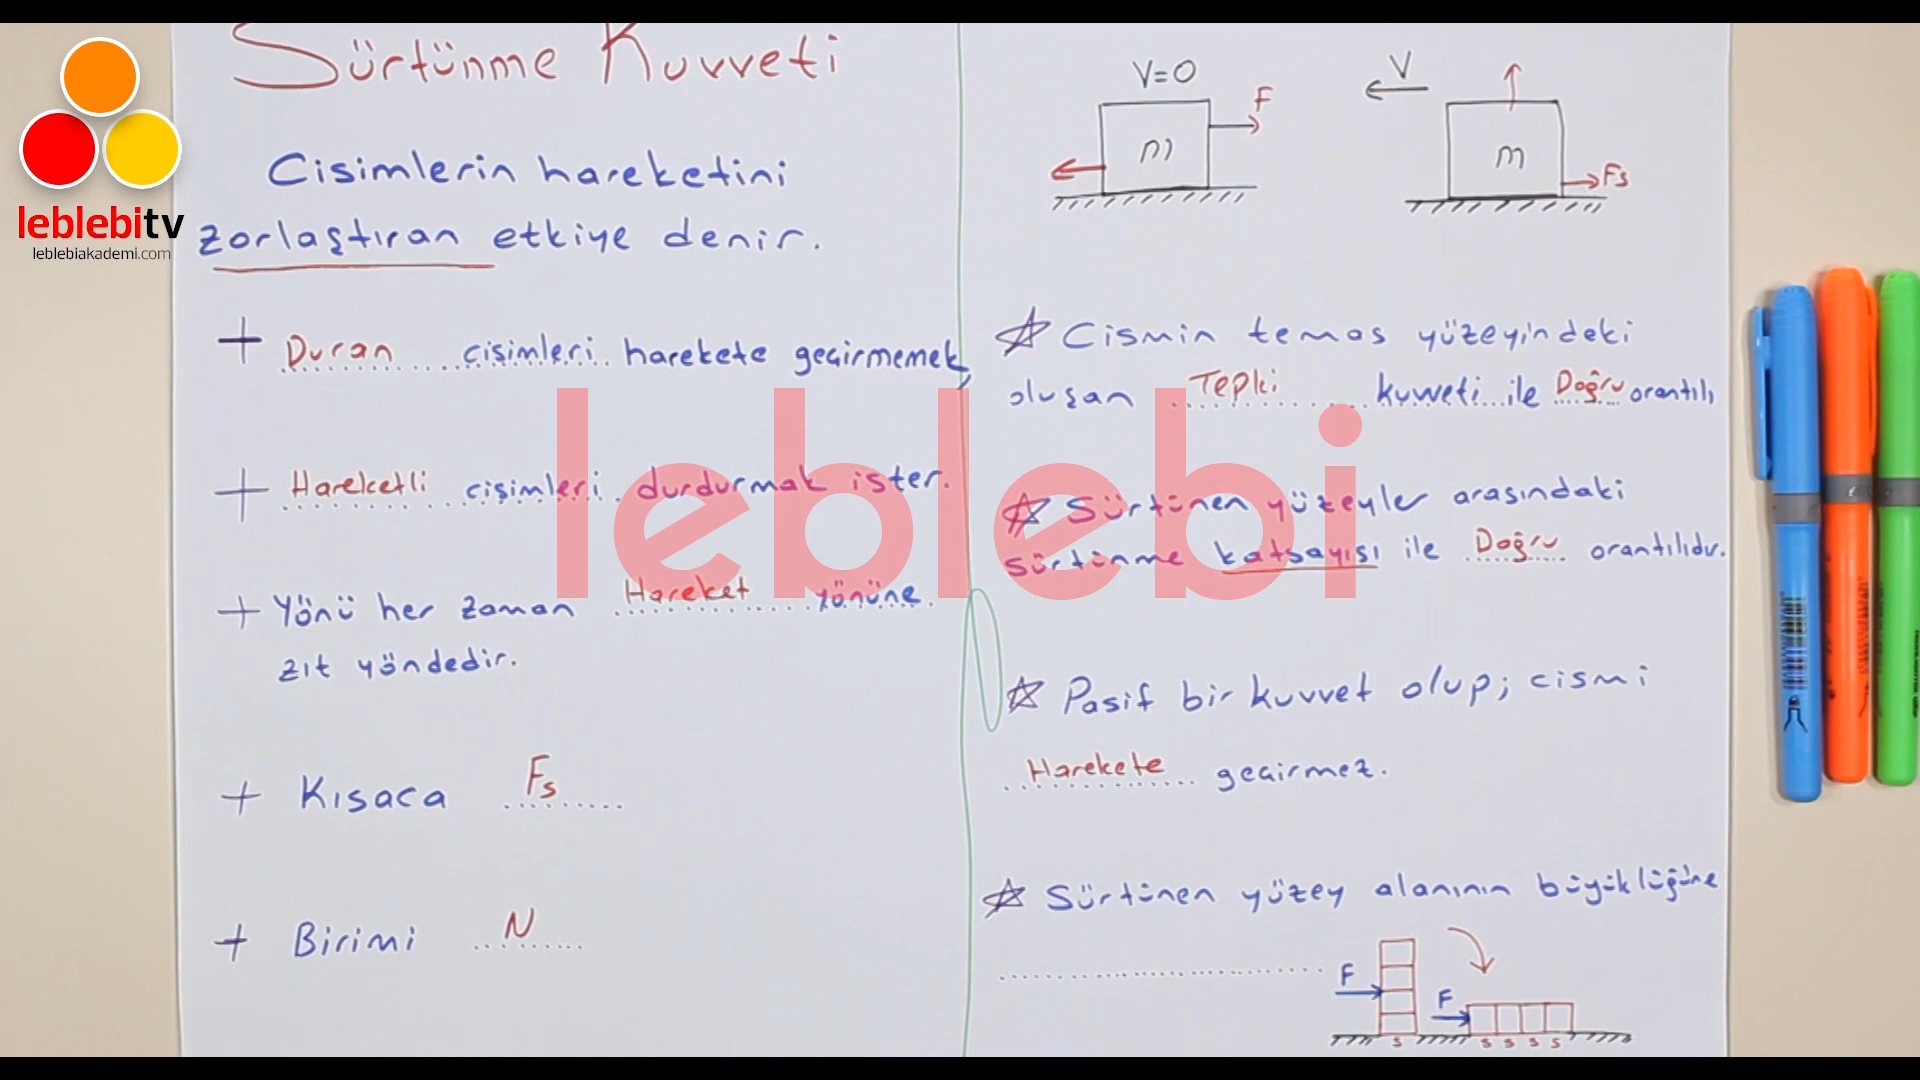 Sürtünme Kuvveti
leblebitv
leblebiakademi.com
Cisimlerin hareketini
zorlaştıran etkiye denir.
+ Duran cisimleri harekete geçirmemek,
+ Hareketli cisimleri durdurmak ister.
+ Yönü her zaman Hareket yönüne
zıt yöndedir.
+ Kısaca Fs
+ Birimi N
V=0
F
m
V
m
Fs
Cismin temas yüzeyindeki
oluşan Tepki kuvveti ile Doğru orantılı
Sürtünen yüzeyler arasındaki
sürtünme katsayısı ile Doğru orantılıdır.
Pasif bir kuvvet olup; cismi
Harekete geçirmez.
Sürtünen yüzey alanının büyüklüğüne
F
F
s
s s s s
leblebi